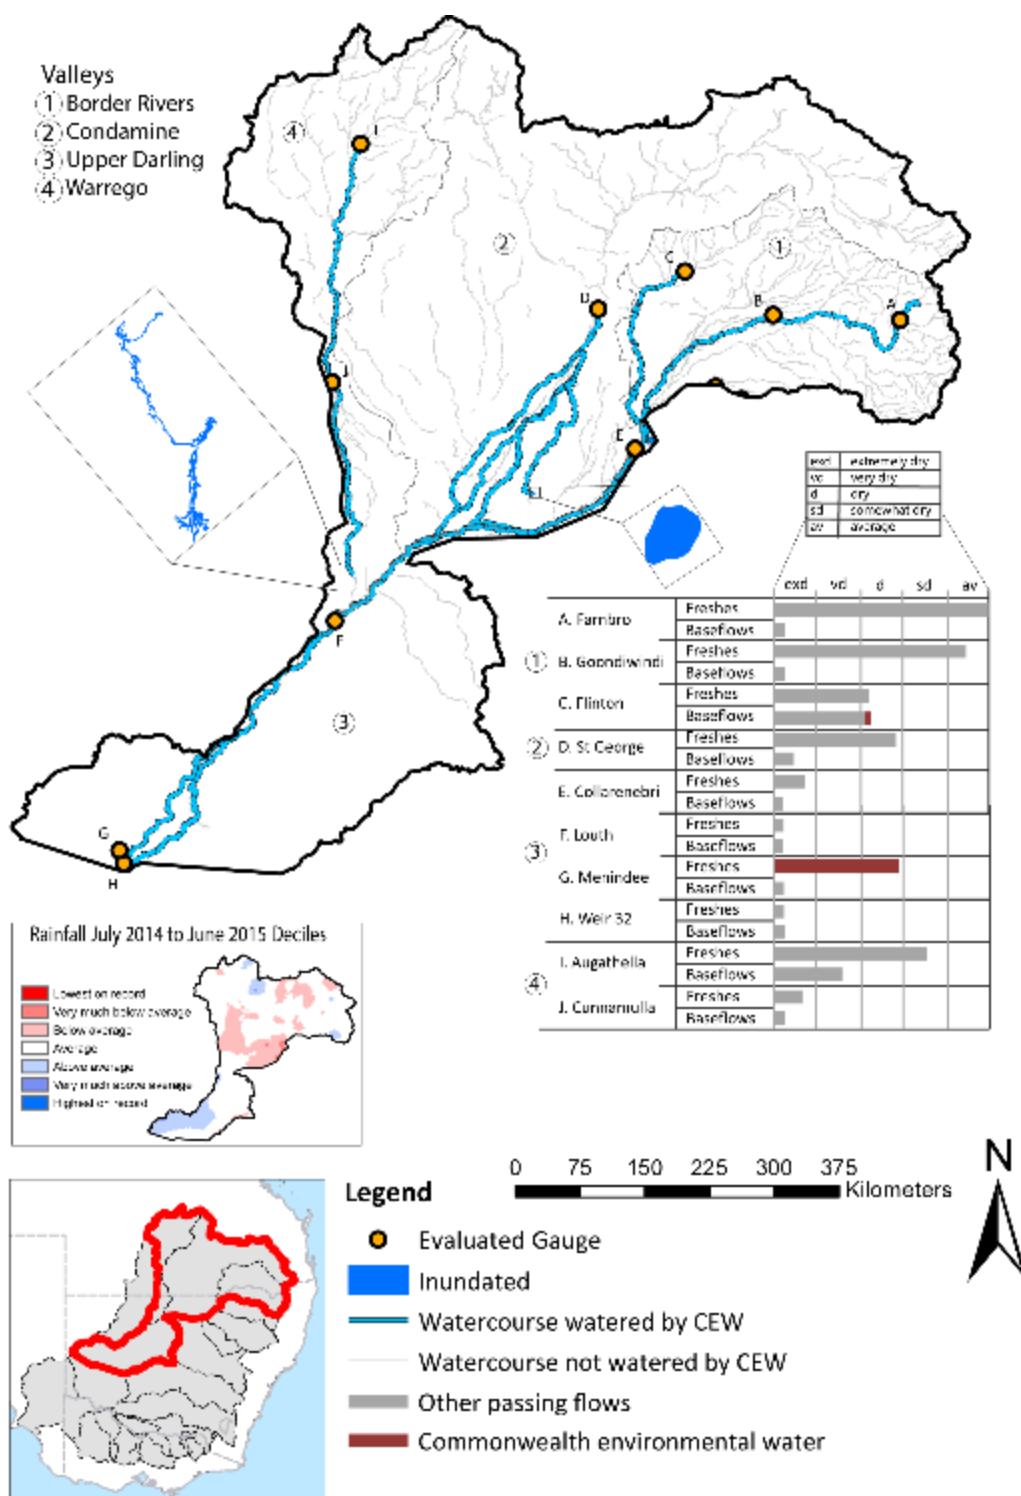 Valleys
1 Border Rivers
2 Condamine
3 Upper Darling
4 Warrego
4
I
2
1
C
D
B
A
J
E
exd extremely dry
vd very dry
d dry
sd somewhat dry
av average
F
3
G
H
exd vd d sd av
A. Farnbro Freshes
Baseflows
1 B. Goondiwindi Freshes
Baseflows
C. Flinton Freshes
Baseflows
2 D. St George Freshes
Baseflows
E. Collarenebri Freshes
Baseflows
3 F. Louth Freshes
Baseflows
G. Menindee Freshes
Baseflows
H. Weir 32 Freshes
Baseflows
4 I. Augathella Freshes
Baseflows
J. Cunnamulla Freshes
Baseflows
Rainfall July 2014 to June 2015 Deciles
Lowest on record
Very much below average
Below average
Average
Above average
Very much above average
Highest on record
0 75 150 225 300 375
Kilometers
N
Legend
Evaluated Gauge
Inundated
Watercourse watered by CEW
Watercourse not watered by CEW
Other passing flows
Commonwealth environmental water